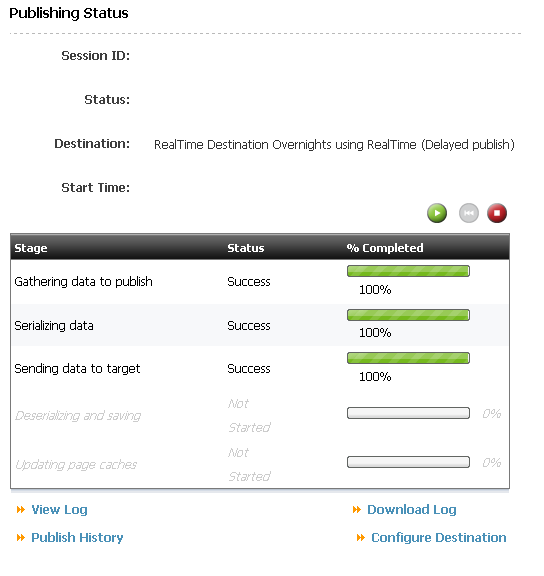 Publishing Status
Session ID:
Status:
Destination: RealTime Destination Overnights using RealTime (Delayed publish)
Start Time:
Stage Status % Completed
Gathering data to publish Success 100%
Serializing data Success 100%
Sending data to target Success 100%
Deserializing and saving Not Started 0%
Updating page caches Not Started 0%
View Log Download Log
Publish History Configure Destination